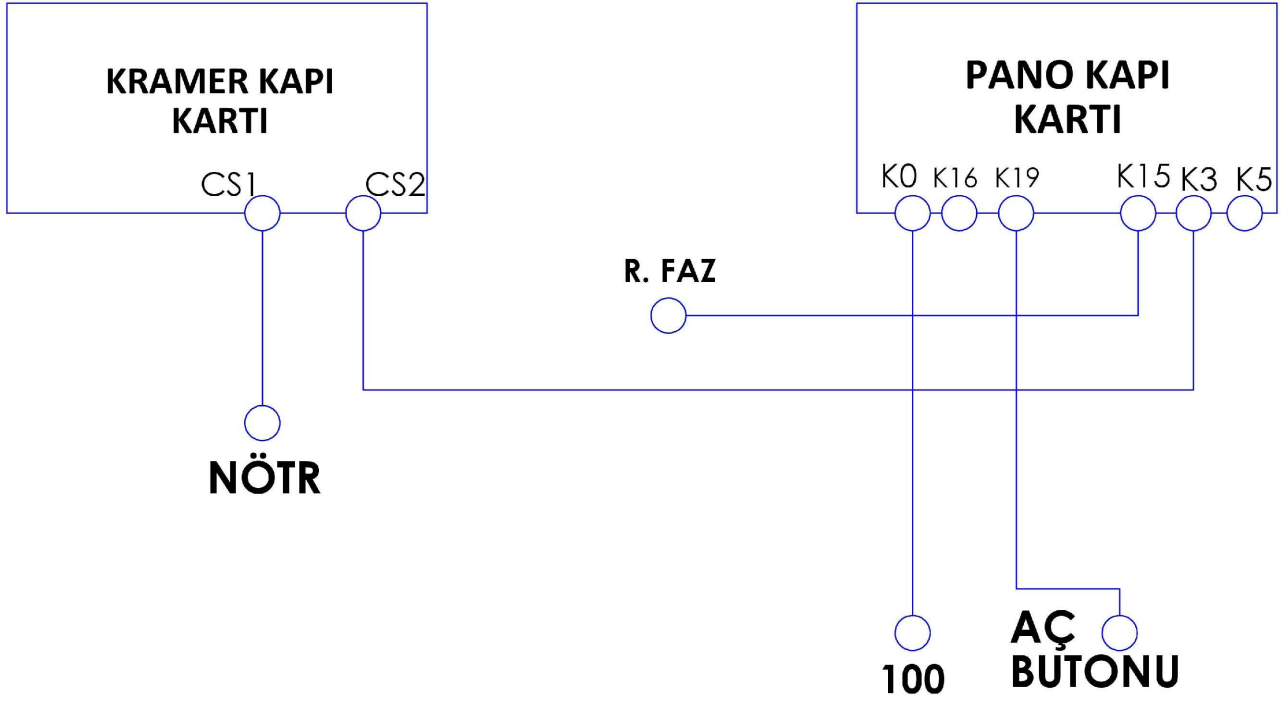 KRAMER KAPI
KARTI
CS1 CS2
PANO KAPI
KARTI
K0 K16 K19 K15 K3 K5
R. FAZ
NÖTR
100
AÇ
BUTONU